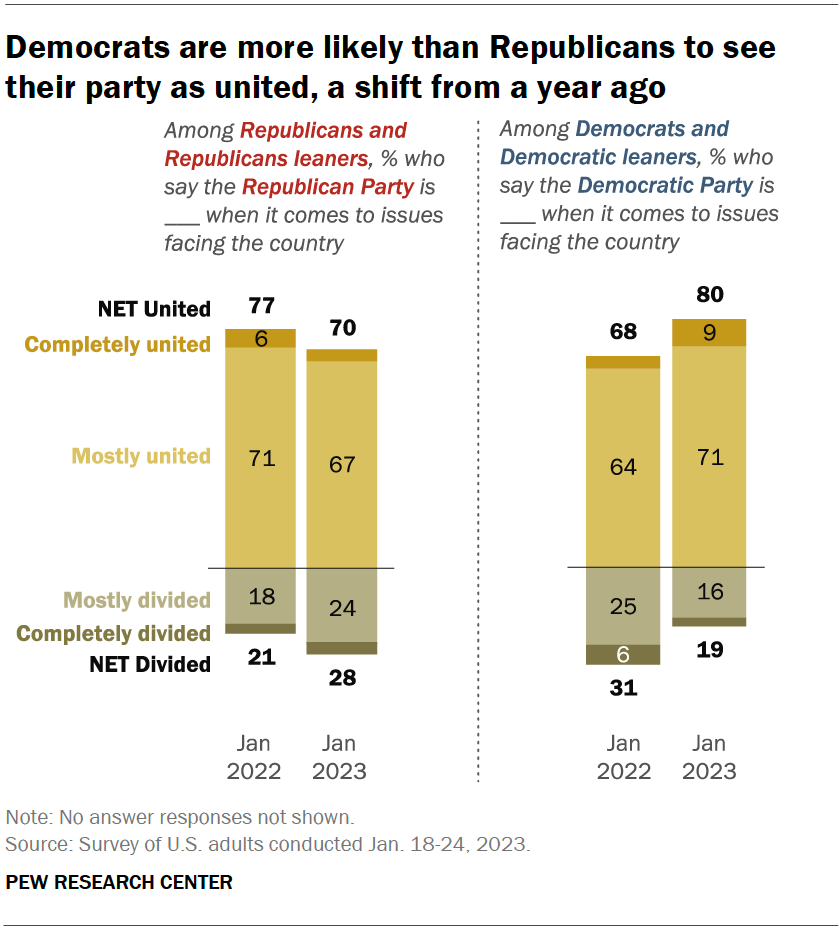 Democrats are more likely than Republicans to see
their party as united, a shift from a year ago
Among Republicans and
Republicans leaners, % who
say the Republican Party is
___ when it comes to issues
facing the country
Among Democrats and
Democratic leaners, % who
say the Democratic Party is
___ when it comes to issues
facing the country
NET United
Completely united
Mostly united
Mostly divided
Completely divided
NET Divided
77
6
71
18
21
Jan
2022
70
67
24
28
Jan
2023
68
64
25
6
31
Jan
2022
80
9
71
16
19
Jan
2023
Note: No answer responses not shown.
Source: Survey of U.S. adults conducted Jan. 18-24, 2023.
PEW RESEARCH CENTER